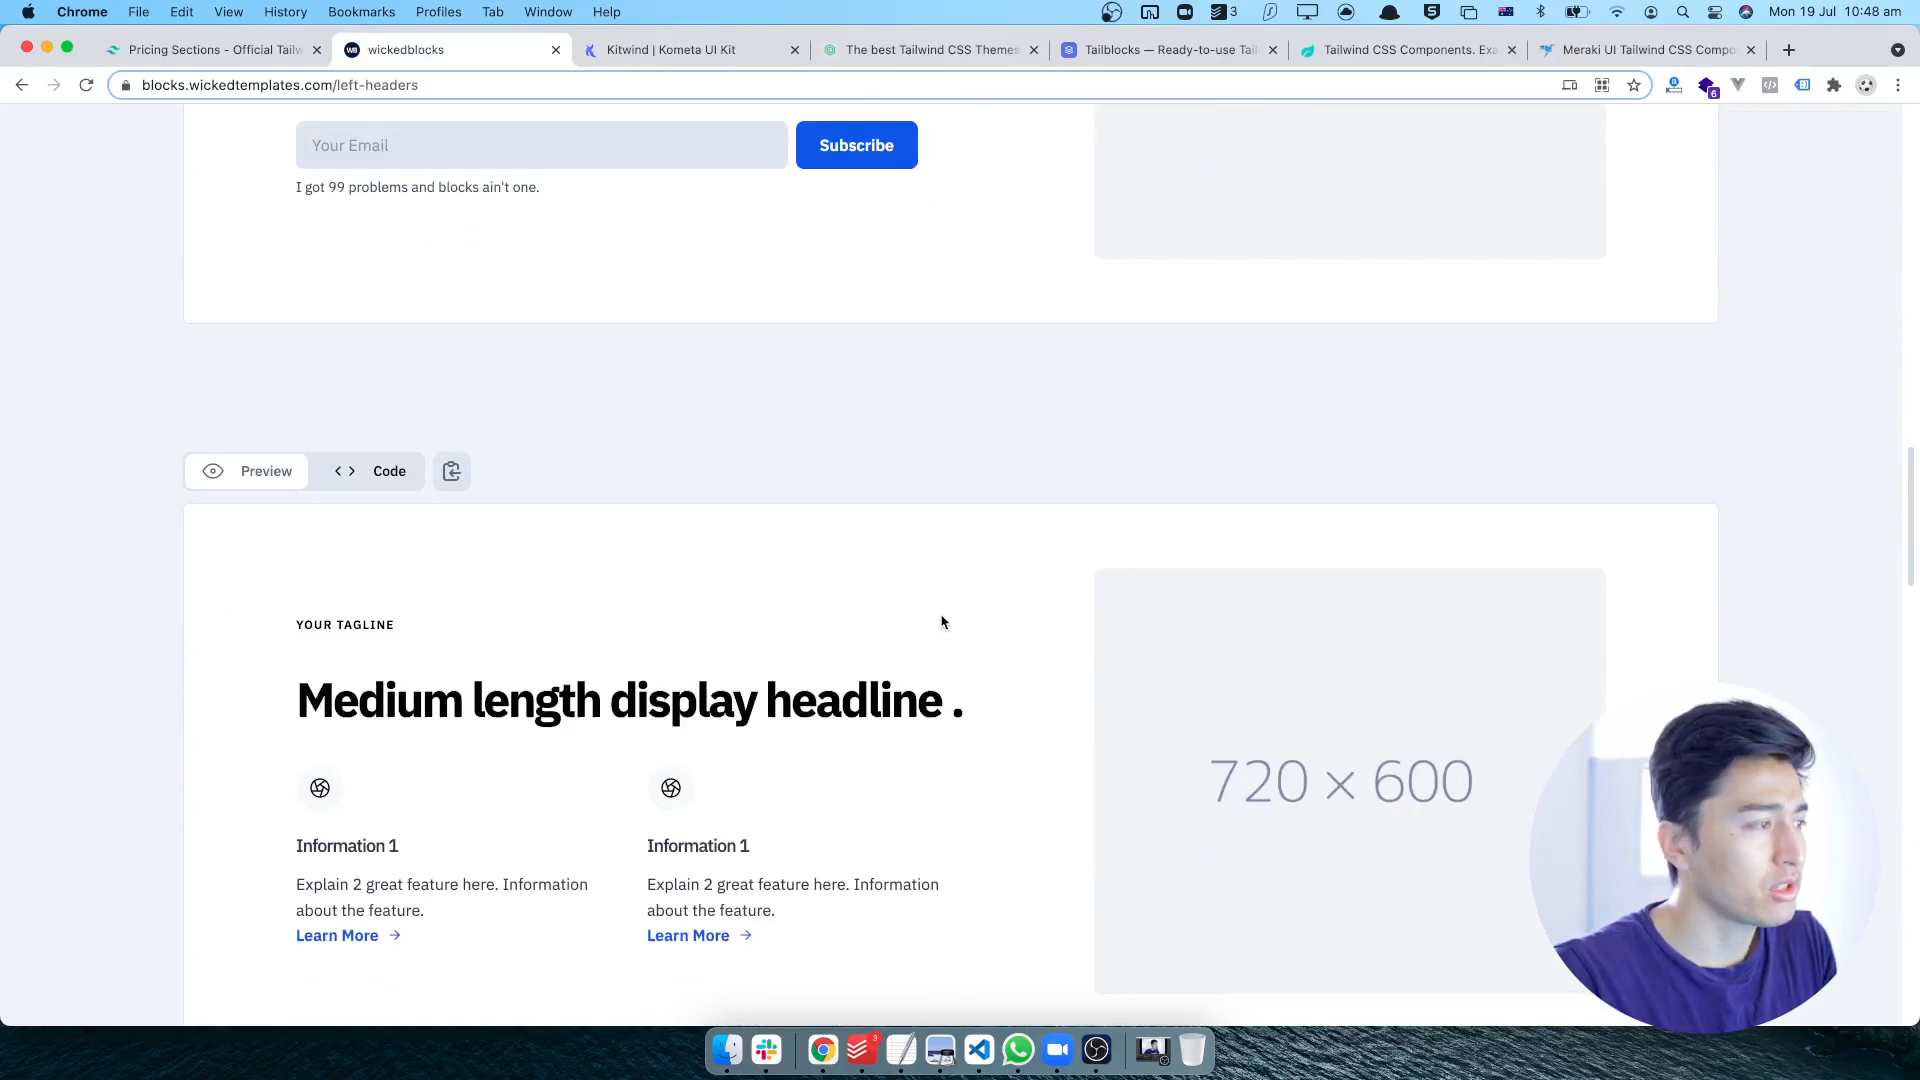 Chrome File Edit View History Bookmarks Profiles Tab Window Help 3 Mon 19 Jul 10:48 am
Pricing Sections - Official Tailw wickedblocks Kitwind | Kometa UI Kit The best Tailwind CSS Themes Tailblocks — Ready-to-use Tai Tailwind CSS Components. Exa Meraki UI Tailwind CSS Compo
blocks.wickedtemplates.com/left-headers 6
Your Email Subscribe
I got 99 problems and blocks ain't one.
Preview Code
YOUR TAGLINE
Medium length display headline .
720 × 600
Information 1 Information 1
Explain 2 great feature here. Information Explain 2 great feature here. Information
about the feature. about the feature.
Learn More Learn More
3